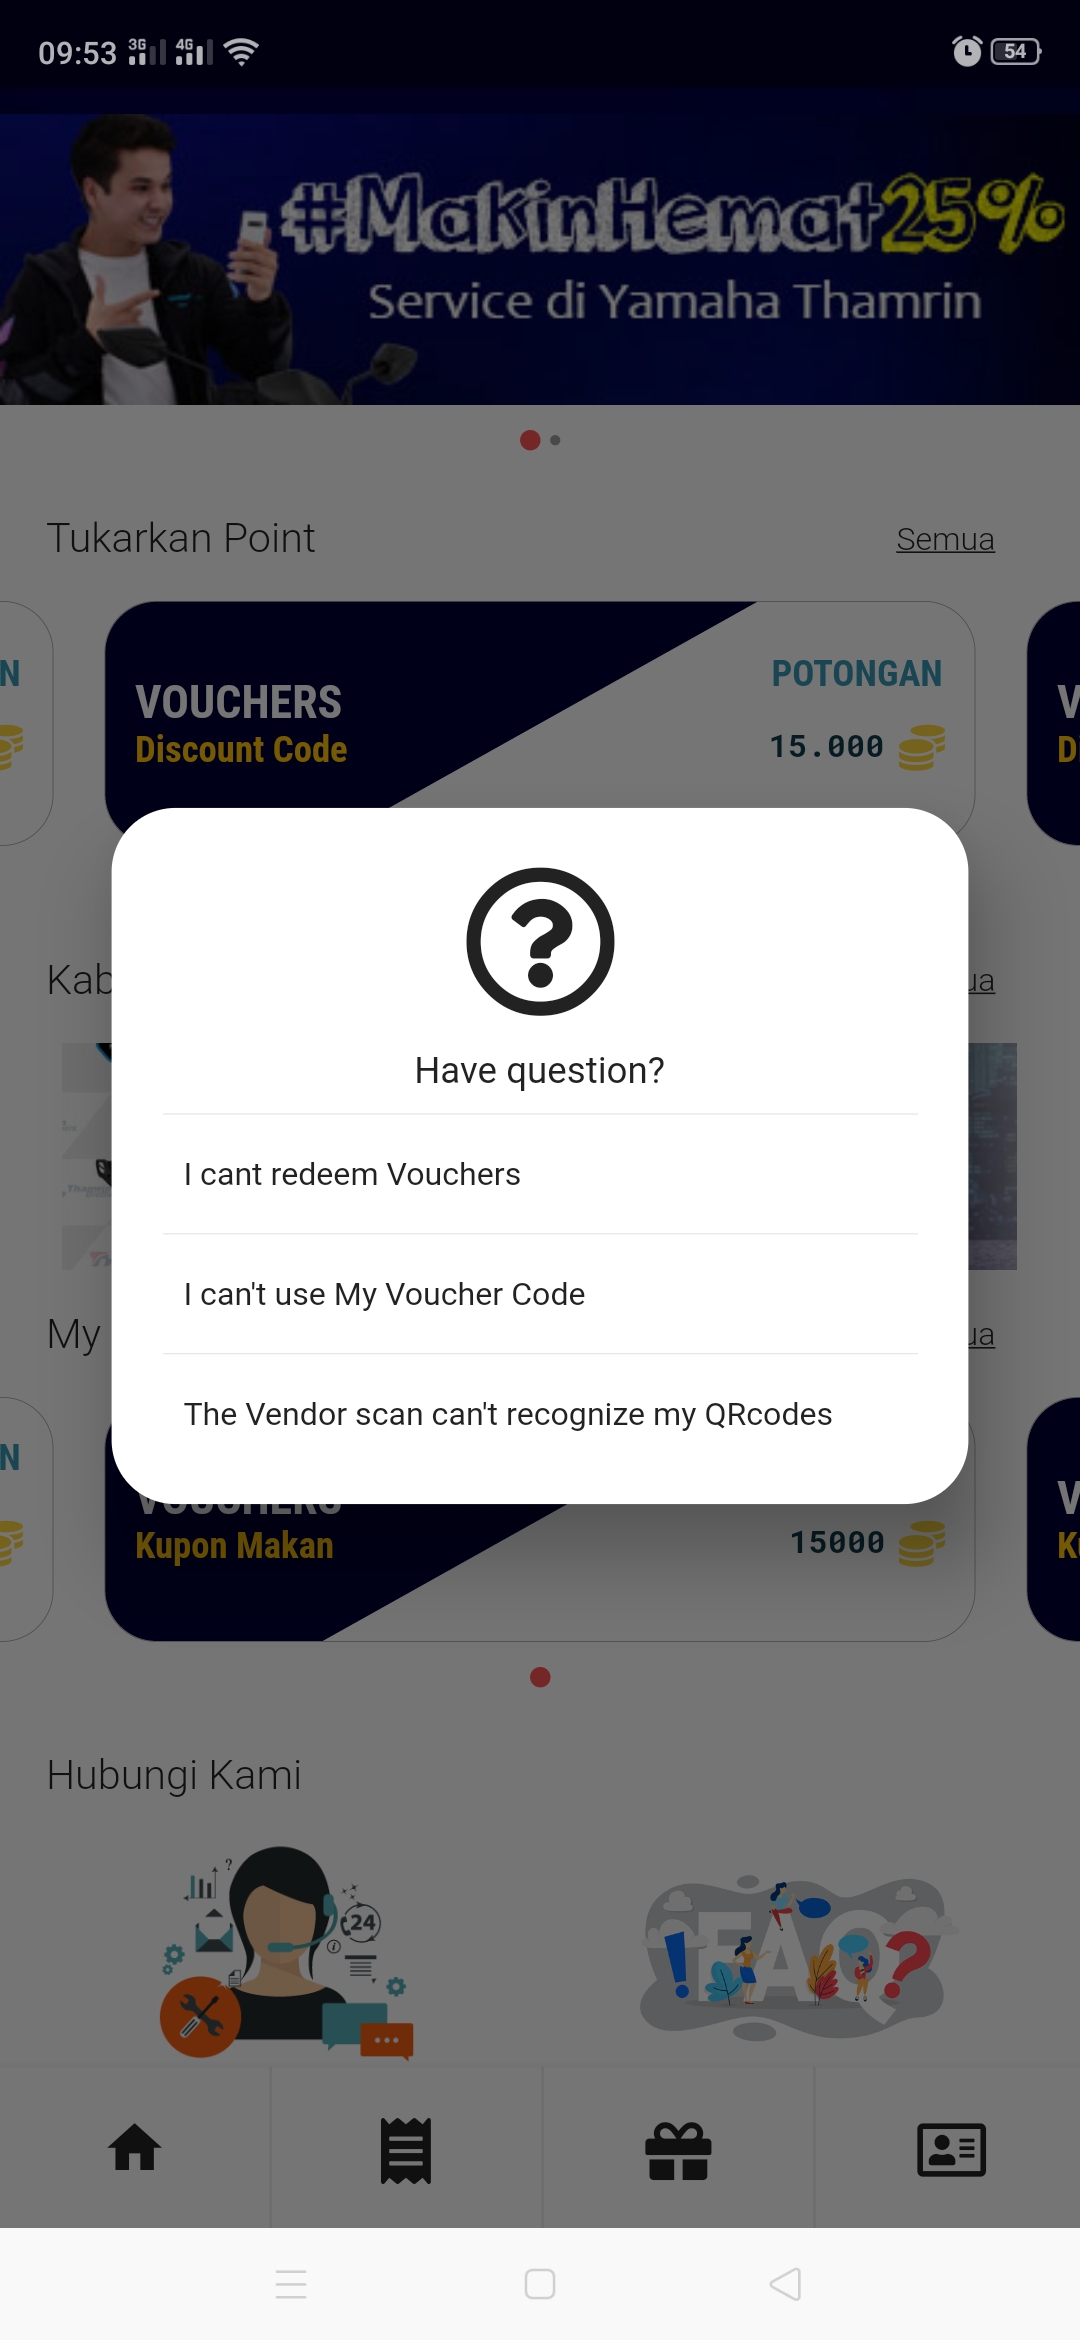 09:53 3G 4G 54
#MakinHemat25%
Service di Yamaha Thamrin
Tukarkan Point Semua
N VOUCHERS POTONGAN V
Discount Code 15.000 D
Kab ua
Have question?
I cant redeem Vouchers
I can't use My Voucher Code
My ua
The Vendor scan can't recognize my QRcodes
N VOUCHERS V
Kupon Makan 15000 K
Hubungi Kami
? 24
! FAQ ?